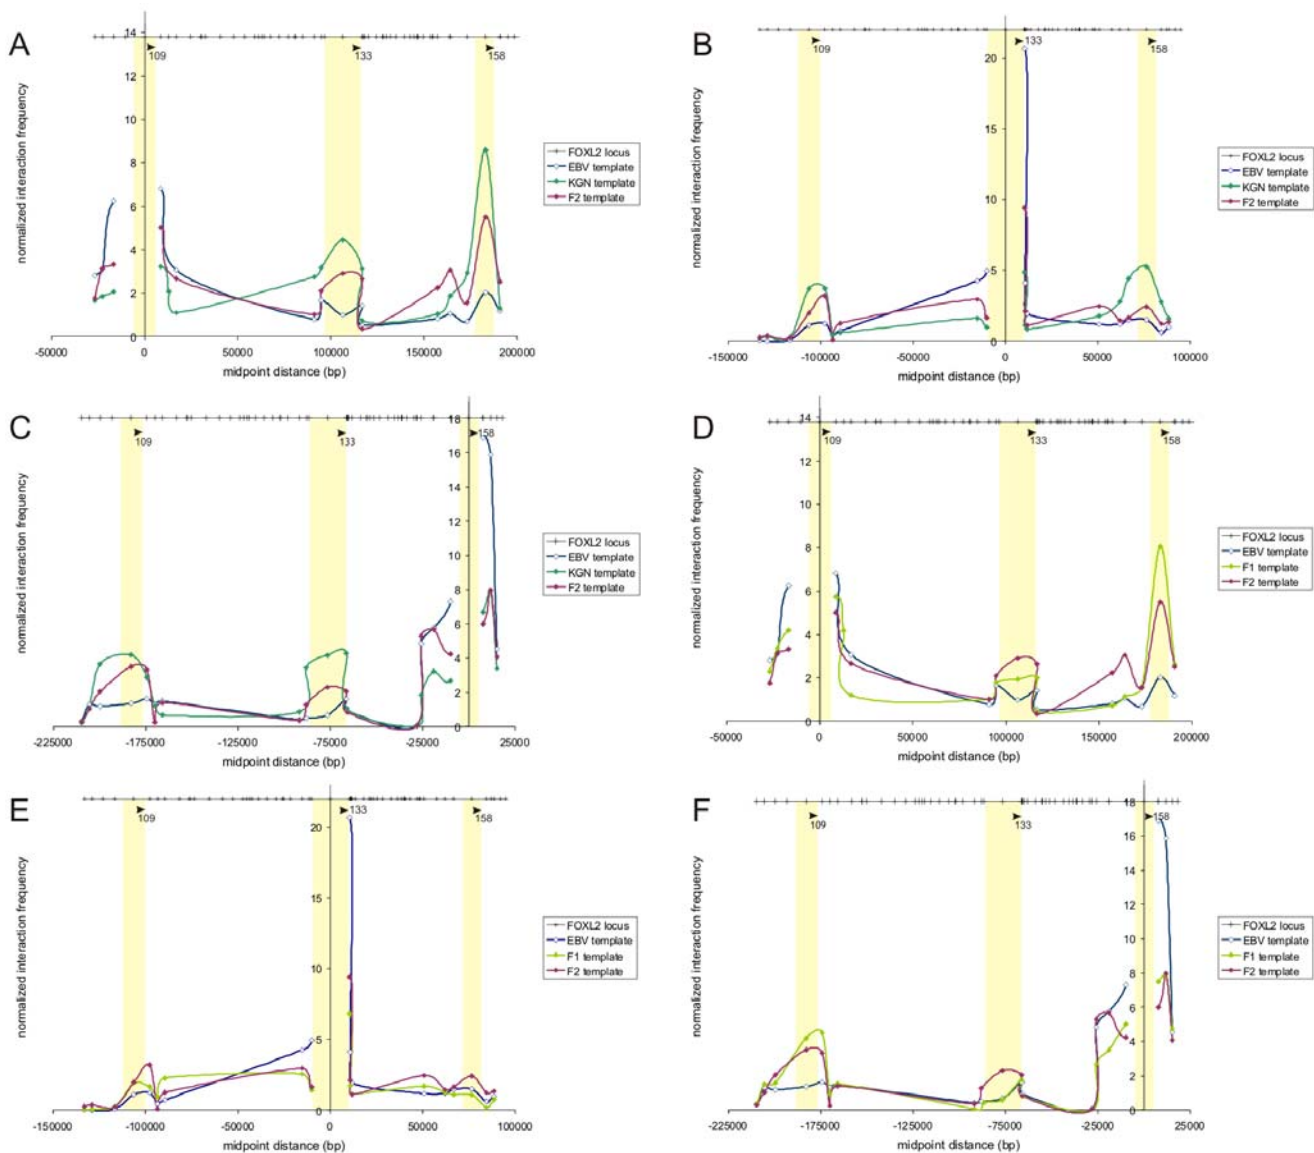 A
normalized interaction frequency
14
12
10
8
6
4
2
0
109
133
158
-50000 0 50000 100000 150000 200000
midpoint distance (bp)
FOXL2 locus
EBV template
KGN template
F2 template
B
normalized interaction frequency
20
15
10
5
0
109
133
158
-150000 -100000 -50000 0 50000 100000
midpoint distance (bp)
FOXL2 locus
EBV template
KGN template
F2 template
C
normalized interaction frequency
18
16
14
12
10
8
6
4
2
0
109
133
158
-225000 -175000 -125000 -75000 -25000 25000
midpoint distance (bp)
FOXL2 locus
EBV template
KGN template
F2 template
D
normalized interaction frequency
14
12
10
8
6
4
2
0
109
133
158
-50000 0 50000 100000 150000 200000
midpoint distance (bp)
FOXL2 locus
EBV template
F1 template
F2 template
E
normalized interaction frequency
20
15
10
5
0
109
133
158
-150000 -100000 -50000 0 50000 100000
midpoint distance (bp)
FOXL2 locus
EBV template
F1 template
F2 template
F
normalized interaction frequency
18
16
14
12
10
8
6
4
2
0
109
133
158
-225000 -175000 -125000 -75000 -25000 25000
midpoint distance (bp)
FOXL2 locus
EBV template
F1 template
F2 template